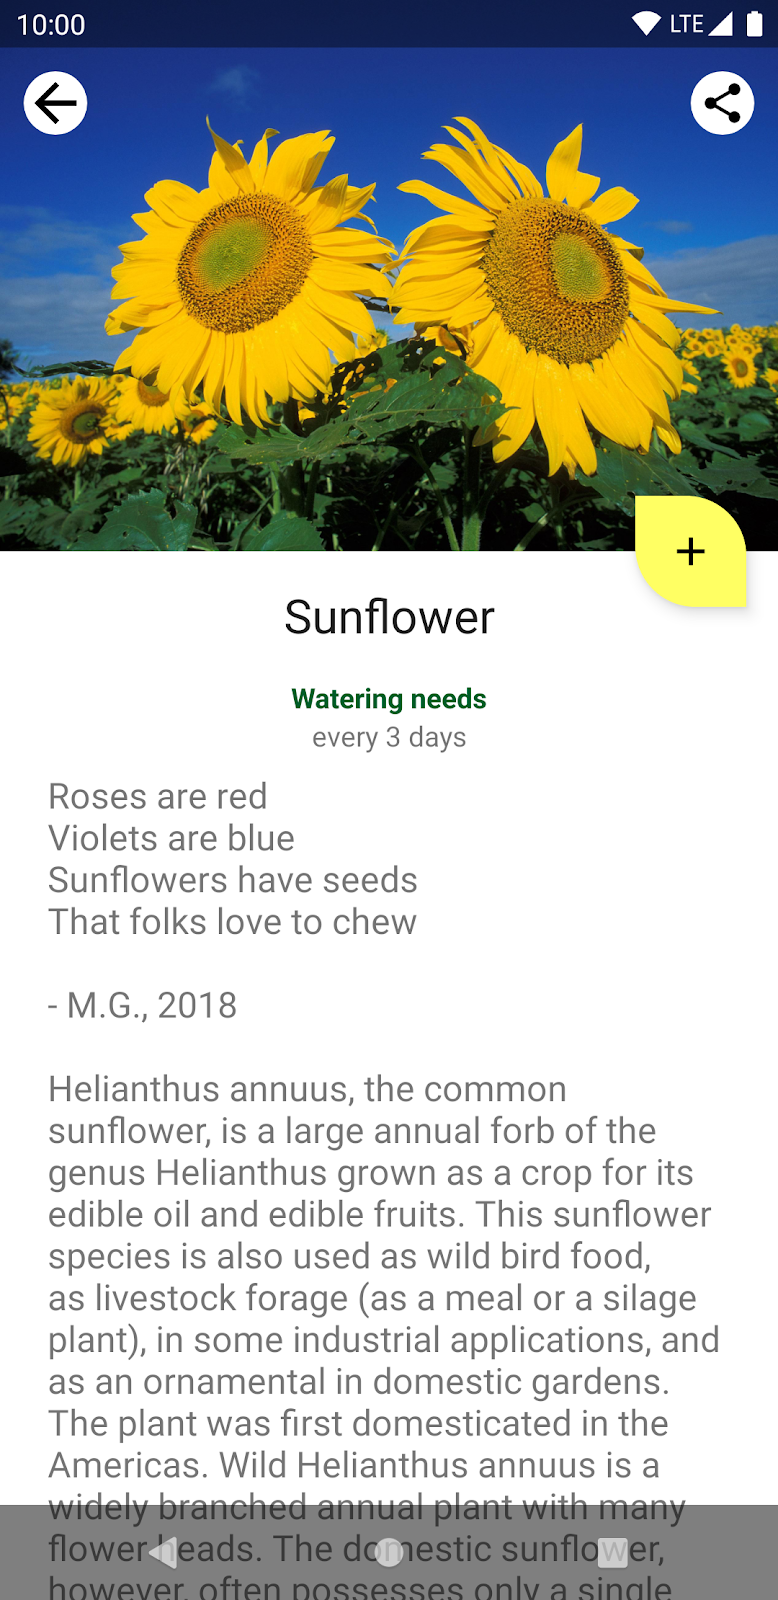 10:00
LTE
Sunflower
Watering needs
every 3 days
Roses are red
Violets are blue
Sunflowers have seeds
That folks love to chew
- M.G., 2018
Helianthus annuus, the common
sunflower, is a large annual forb of the
genus Helianthus grown as a crop for its
edible oil and edible fruits. This sunflower
species is also used as wild bird food,
as livestock forage (as a meal or a silage
plant), in some industrial applications, and
as an ornamental in domestic gardens.
The plant was first domesticated in the
Americas. Wild Helianthus annuus is a
widely branched annual plant with many
flower heads. The domestic sunflower,
however, often possesses only a single